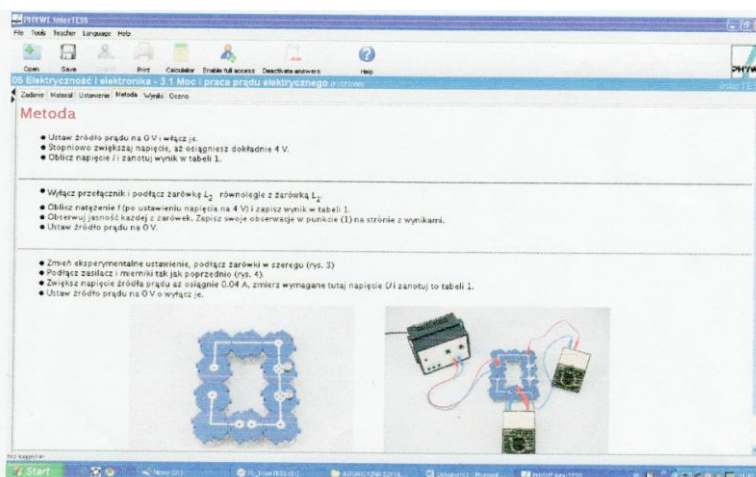 PHYWE InterTESS
File Tools Teacher Language Help
Open Save Print Calculator Enable full access Deactivate answers Help
PHYW
05 Elektryczność i elektronika - 3.1 Moc i praca prądu elektrycznego
Zadanie Materiał Ustawienie Metoda Wyniki Ocena
Metoda
Ustaw źródło prądu na 0 V i włącz je.
Stopniowo zwiększaj napięcie, aż osiągniesz dokładnie 4 V.
Oblicz napięcie I i zanotuj wynik w tabeli 1.
Wyłącz przełącznik i podłącz żarówkę L2 równolegle z żarówką L2
Oblicz natężenie I (po ustawieniu napięcia na 4 V) i zapisz wynik w tabeli 1.
Obserwuj jasność każdej z żarówek. Zapisz swoje obserwacje w punkcie (1) na stronie z wynikami.
Ustaw źródło prądu na 0 V.
Zmień eksperymentalne ustawienie, podłącz żarówki w szeregu (rys. 3)
Podłącz zasilacz i mierniki tak jak poprzednio (rys. 4).
Zwiększ napięcie źródła prądu aż osiągnie 0.04 A, zmierz wymagane tutaj napięcie U i zanotuj to tabeli 1.
Ustaw źródło prądu na 0 V o wyłącz je.
Start